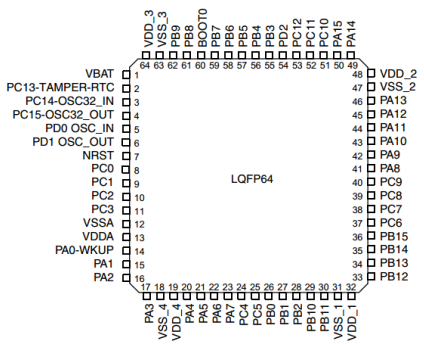 VDD_3
VSS_3
PB9
PB8
BOOT0
PB7
PB6
PB5
PB4
PB3
PD2
PC12
PC11
PC10
PA15
PA14
64 63 62 61 60 59 58 57 56 55 54 53 52 51 50 49
VBAT 1
PC13-TAMPER-RTC 2
PC14-OSC32_IN 3
PC15-OSC32_OUT 4
PD0 OSC_IN 5
PD1 OSC_OUT 6
NRST 7
PC0 8
PC1 9
PC2 10
PC3 11
VSSA 12
VDDA 13
PA0-WKUP 14
PA1 15
PA2 16
LQFP64
48 VDD_2
47 VSS_2
46 PA13
45 PA12
44 PA11
43 PA10
42 PA9
41 PA8
40 PC9
39 PC8
38 PC7
37 PC6
36 PB15
35 PB14
34 PB13
33 PB12
17 18 19 20 21 22 23 24 25 26 27 28 29 30 31 32
PA3
VSS_4
VDD_4
PA4
PA5
PA6
PA7
PC4
PC5
PB0
PB1
PB2
PB10
PB11
VSS_1
VDD_1